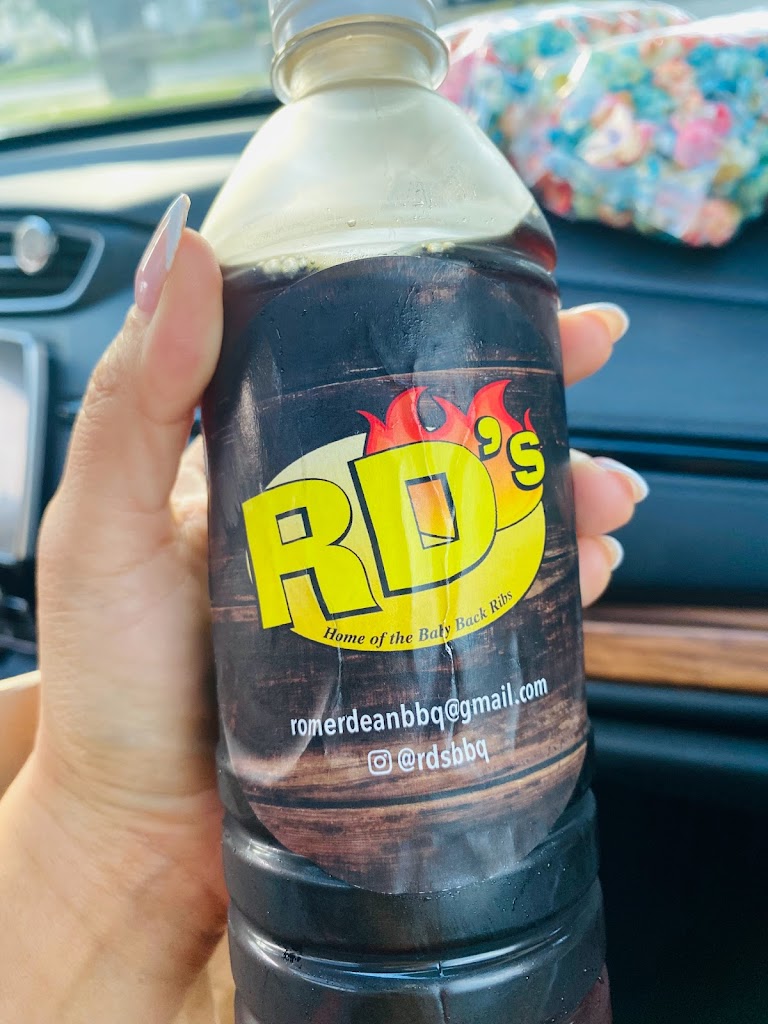 RD's
Home of the Baby Back Ribs
romerdeanbbq@gmail.com
@rdsbbq